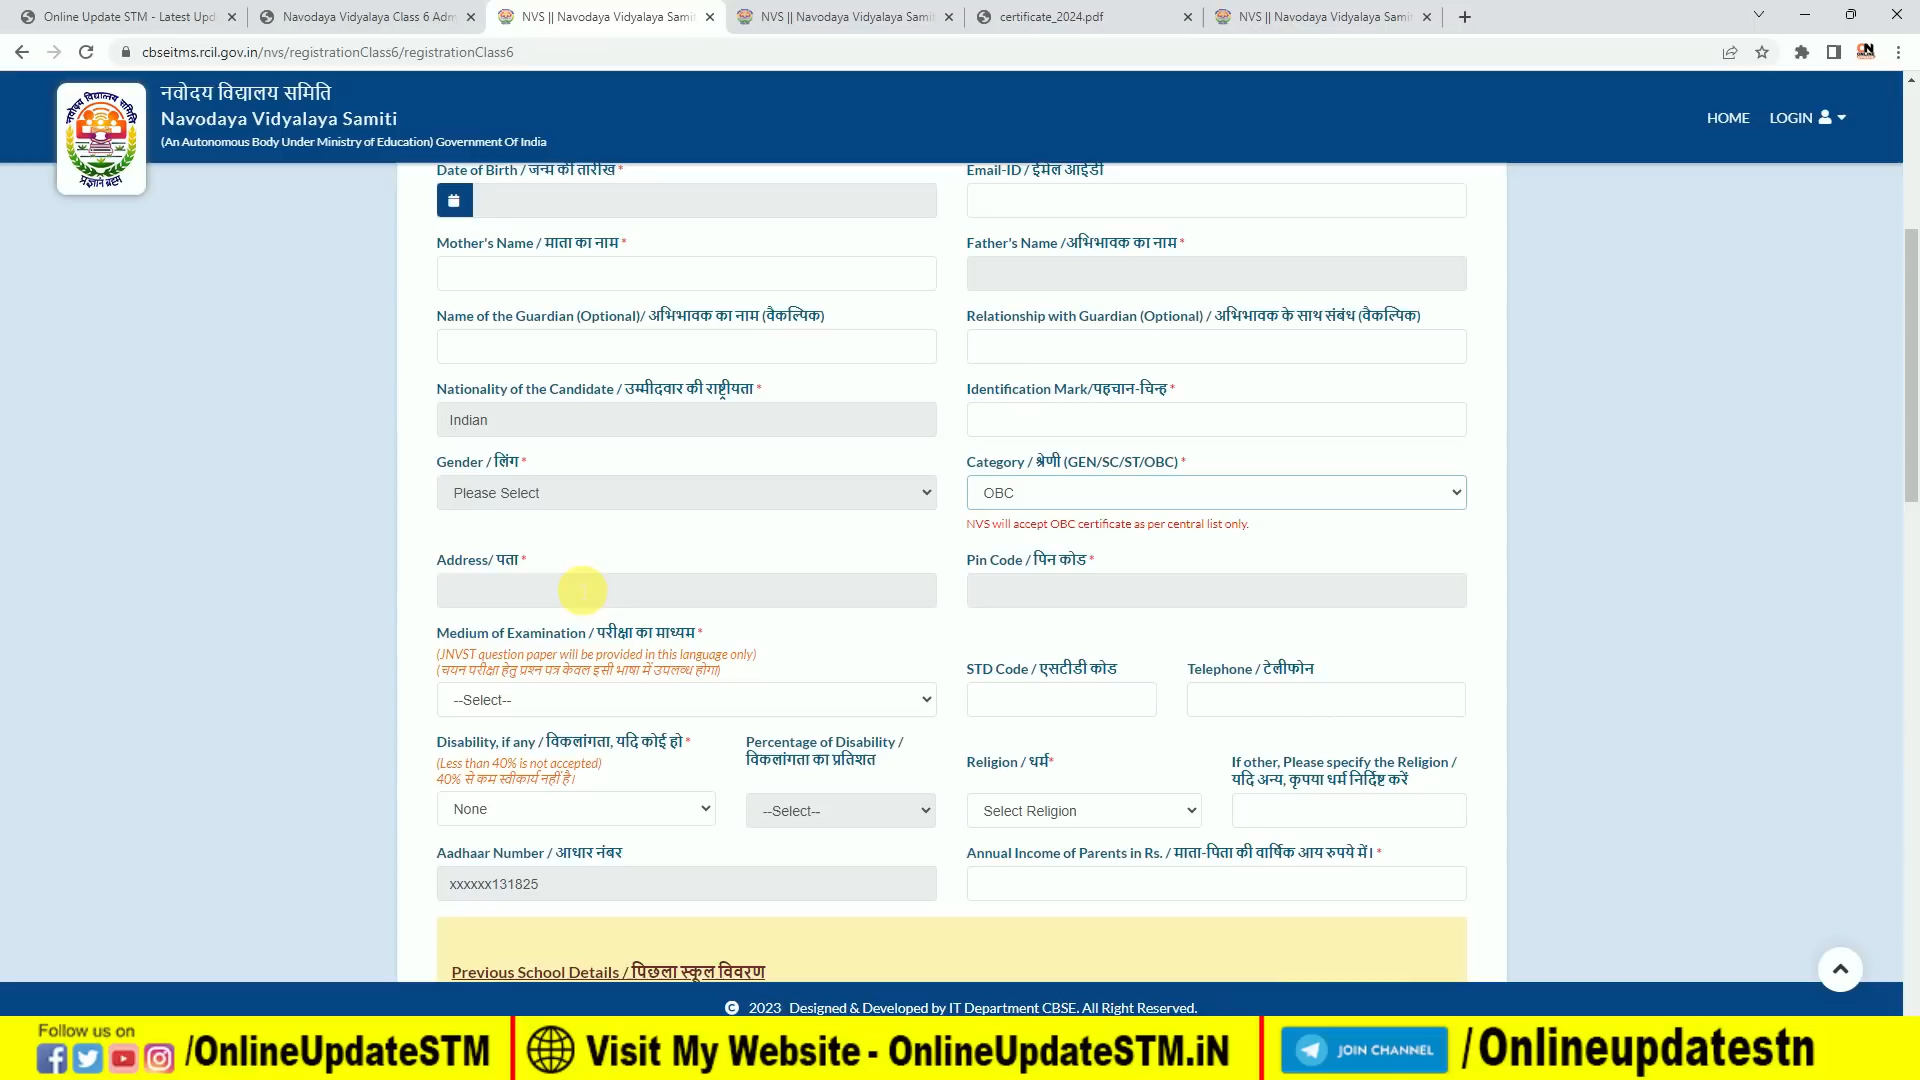 Online Update STM - Latest Upd
Navodaya Vidyalaya Class 6 Adm
NVS || Navodaya Vidyalaya Samit
NVS || Navodaya Vidyalaya Samit
certificate_2024.pdf
NVS || Navodaya Vidyalaya Samit
cbseitms.rcil.gov.in/nvs/registrationClass6/registrationClass6
नवोदय विद्यालय समिति
Navodaya Vidyalaya Samiti
(An Autonomous Body Under Ministry of Education) Government Of India
HOME LOGIN
Date of Birth / जन्म की तारीख *
Email-ID / ईमेल आईडी
Mother's Name / माता का नाम *
Father's Name /अभिभावक का नाम *
Name of the Guardian (Optional)/ अभिभावक का नाम (वैकल्पिक)
Relationship with Guardian (Optional) / अभिभावक के साथ संबंध (वैकल्पिक)
Nationality of the Candidate / उम्मीदवार की राष्ट्रीयता *
Identification Mark/पहचान-चिन्ह *
Indian
Gender / लिंग *
Category / श्रेणी (GEN/SC/ST/OBC) *
Please Select
OBC
NVS will accept OBC certificate as per central list only.
Address/ पता *
Pin Code / पिन कोड *
Medium of Examination / परीक्षा का माध्यम *
(JNVST question paper will be provided in this language only)
(चयन परीक्षा हेतु प्रश्न पत्र केवल इसी भाषा में उपलब्ध होगा)
STD Code / एसटीडी कोड
Telephone / टेलीफोन
--Select--
Disability, if any / विकलांगता, यदि कोई हो *
(Less than 40% is not accepted)
40% से कम स्वीकार्य नहीं है।
Percentage of Disability /
विकलांगता का प्रतिशत
Religion / धर्म*
If other, Please specify the Religion /
यदि अन्य, कृपया धर्म निर्दिष्ट करें
None
--Select--
Select Religion
Aadhaar Number / आधार नंबर
Annual Income of Parents in Rs. / माता-पिता की वार्षिक आय रुपये में। *
xxxxxx131825
Previous School Details / पिछला स्कूल विवरण
2023 Designed & Developed by IT Department CBSE. All Right Reserved.
Follow us on
/OnlineUpdateSTM
Visit My Website - OnlineUpdateSTM.iN
JOIN CHANNEL
/Onlineupdatestn